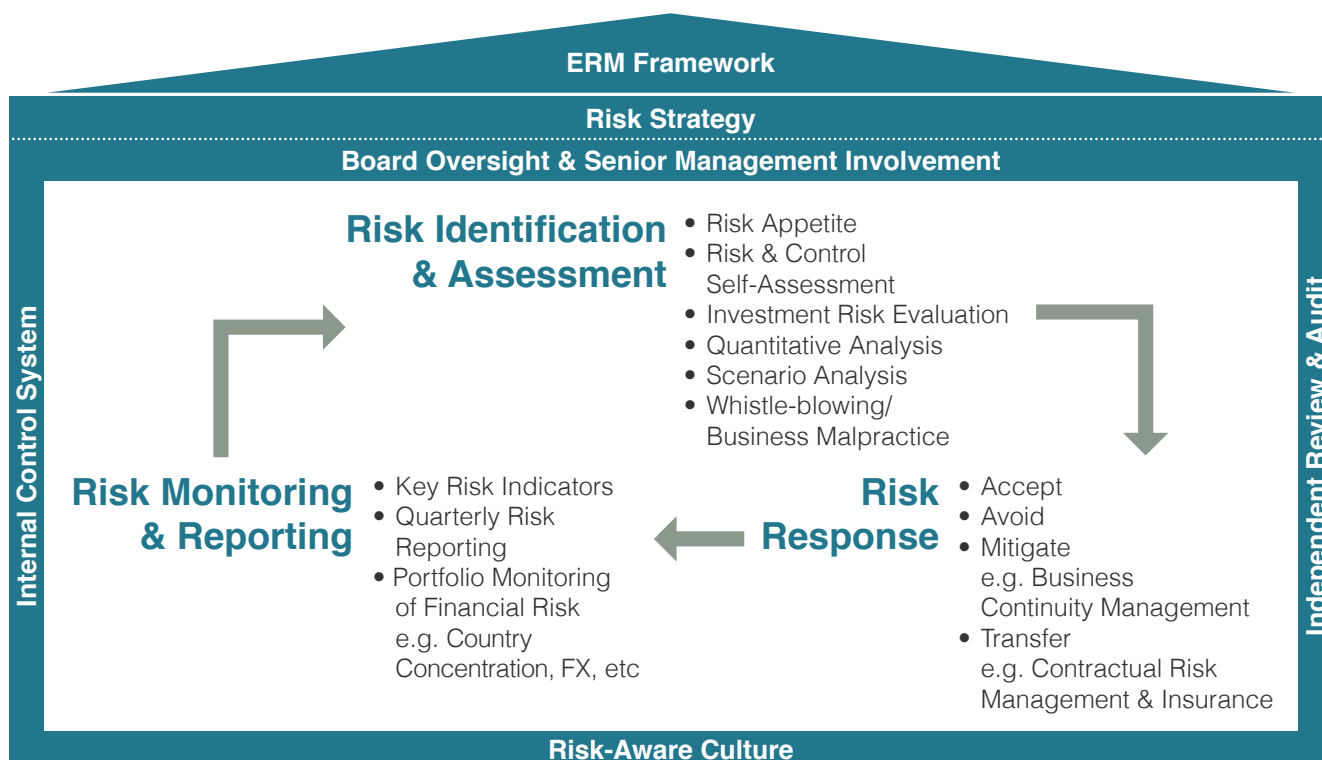 ERM Framework
Risk Strategy
Board Oversight & Senior Management Involvement
Internal Control System
Risk Identification
& Assessment
• Risk Appetite
• Risk & Control
Self-Assessment
• Investment Risk Evaluation
• Quantitative Analysis
• Scenario Analysis
• Whistle-blowing/
Business Malpractice
Risk Monitoring
& Reporting
• Key Risk Indicators
• Quarterly Risk
Reporting
• Portfolio Monitoring
of Financial Risk
e.g. Country
Concentration, FX, etc
Risk
Response
• Accept
• Avoid
• Mitigate
e.g. Business
Continuity Management
• Transfer
e.g. Contractual Risk
Management & Insurance
Independent Review & Audit
Risk-Aware Culture